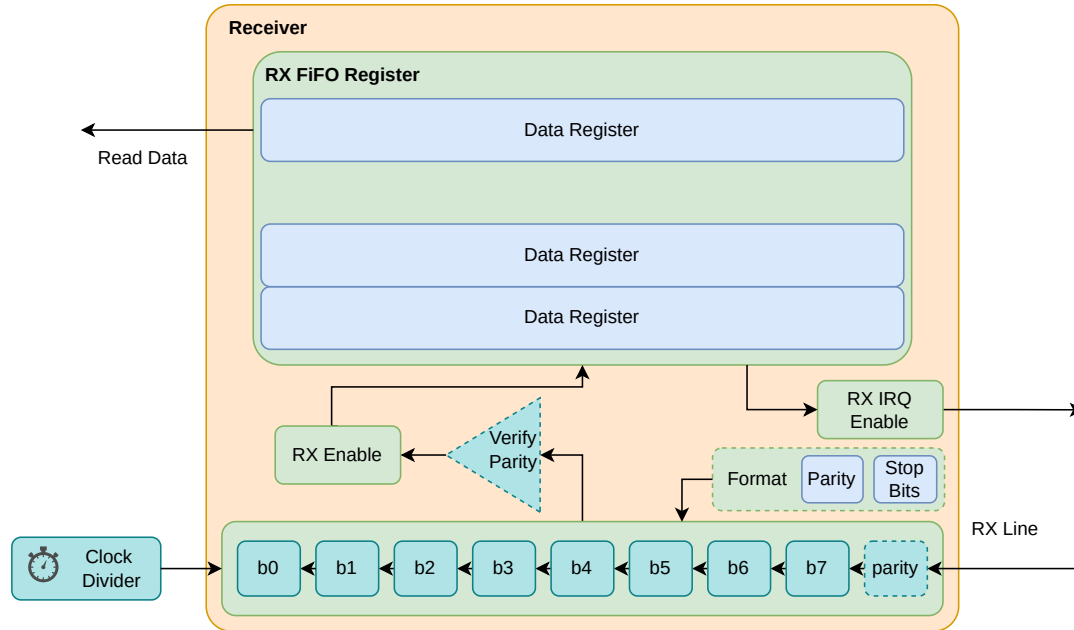 Receiver
RX FiFO Register
Data Register
Read Data
Data Register
Data Register
RX IRQ
Enable
Verify
Parity
RX Enable
Format
Parity
Stop
Bits
RX Line
Clock
Divider
b0
b1
b2
b3
b4
b5
b6
b7
parity